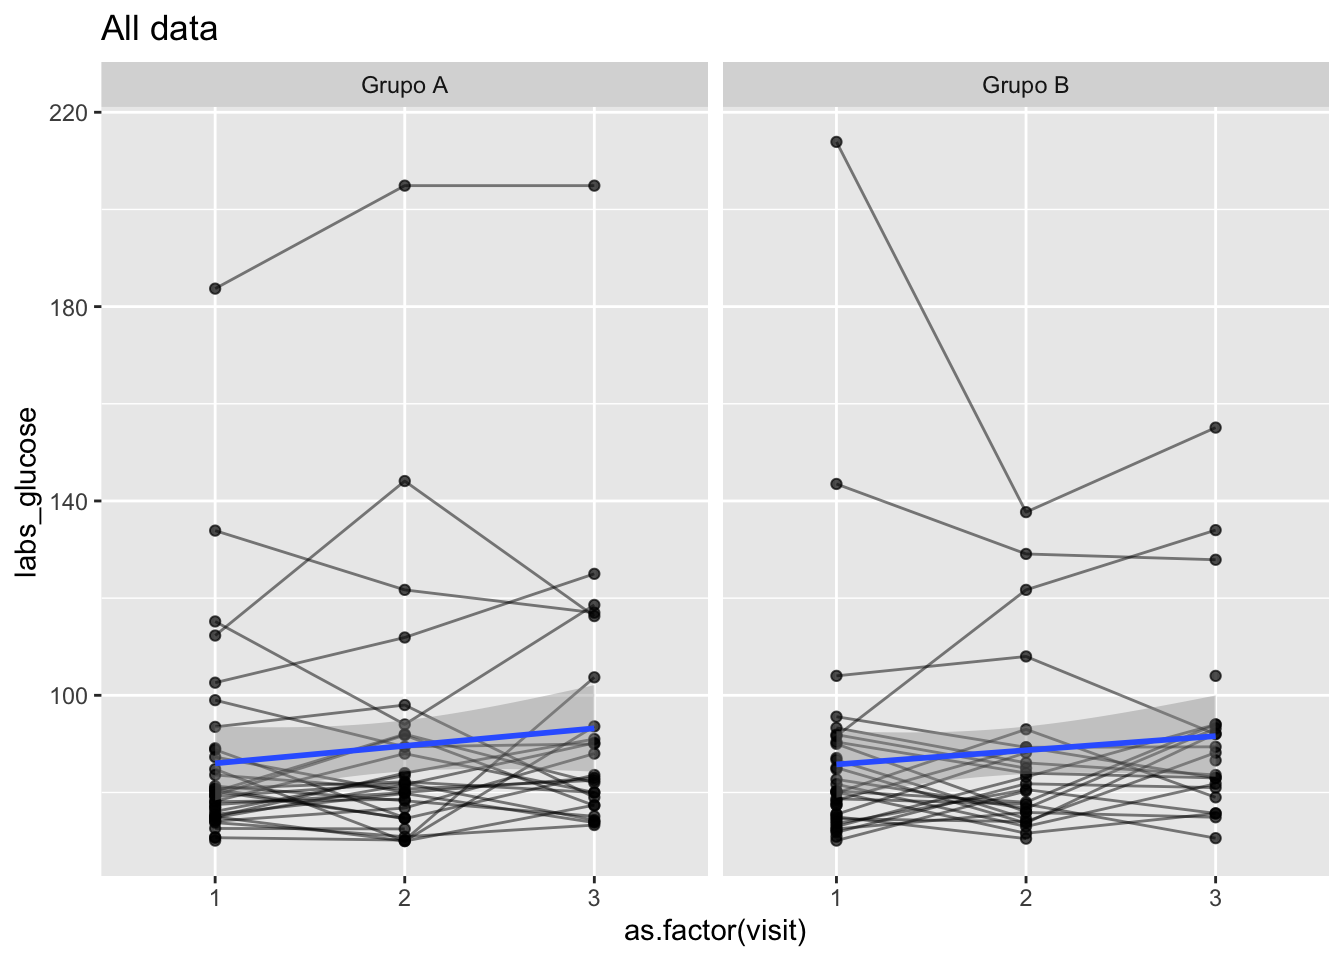 All data
Grupo A
Grupo B
220
180
140
100
labs_glucose
1 2 3
1 2 3
as.factor(visit)